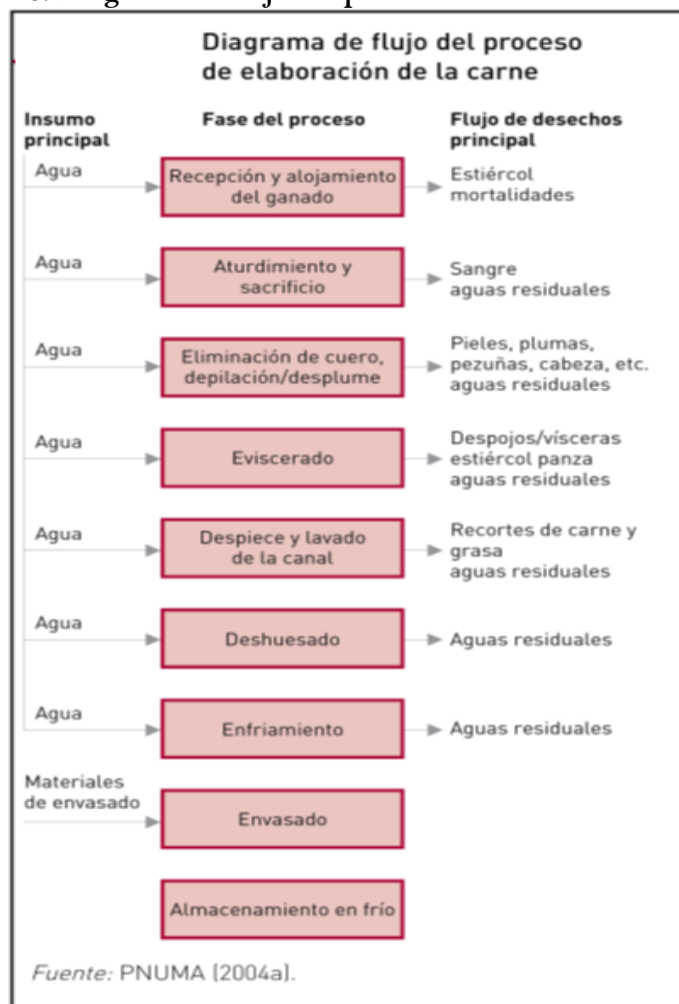 Diagrama de flujo del proceso
de elaboración de la carne
Insumo
principal
Fase del proceso
Flujo de desechos
principal
Agua
Recepción y alojamiento
del ganado
Estiércol
mortalidades
Agua
Aturdimiento y
sacrificio
Sangre
aguas residuales
Agua
Eliminación de cuero,
depilación/desplume
Pieles, plumas,
pezuñas, cabeza, etc.
aguas residuales
Agua
Eviscerado
Despojos/vísceras
estiércol panza
aguas residuales
Agua
Despiece y lavado
de la canal
Recortes de carne y
grasa
aguas residuales
Agua
Deshuesado
Aguas residuales
Agua
Enfriamiento
Aguas residuales
Materiales
de envasado
Envasado
Almacenamiento en frío
Fuente: PNUMA (2004a).